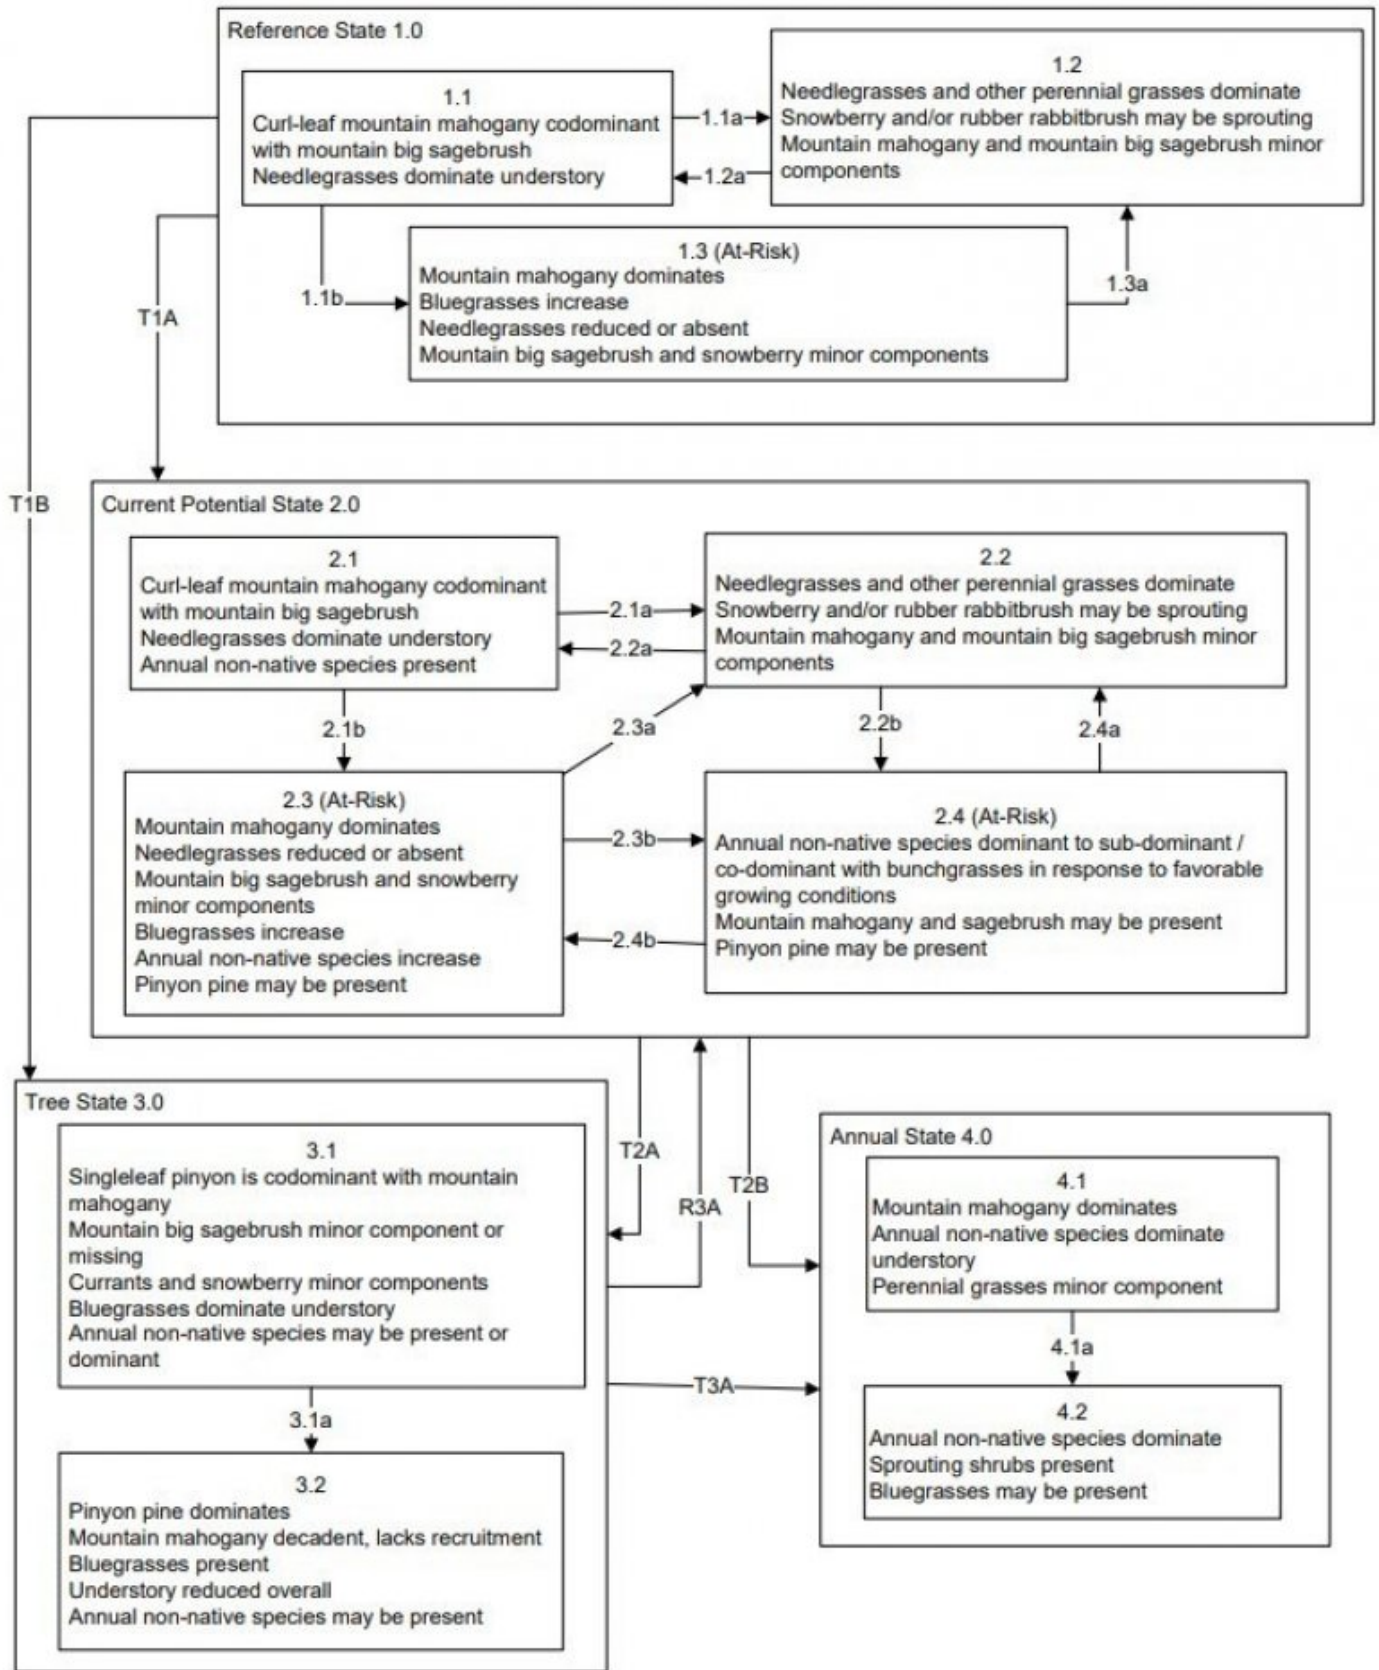 Reference State 1.0
1.1
Curl-leaf mountain mahogany codominant
with mountain big sagebrush
Needlegrasses dominate understory
1.1a
1.2a
1.2
Needlegrasses and other perennial grasses dominate
Snowberry and/or rubber rabbitbrush may be sprouting
Mountain mahogany and mountain big sagebrush minor
components
1.1b
1.3 (At-Risk)
Mountain mahogany dominates
Bluegrasses increase
Needlegrasses reduced or absent
Mountain big sagebrush and snowberry minor components
1.3a
T1A
T1B
Current Potential State 2.0
2.1
Curl-leaf mountain mahogany codominant
with mountain big sagebrush
Needlegrasses dominate understory
Annual non-native species present
2.1a
2.2a
2.2
Needlegrasses and other perennial grasses dominate
Snowberry and/or rubber rabbitbrush may be sprouting
Mountain mahogany and mountain big sagebrush minor
components
2.1b
2.3a
2.2b
2.4a
2.3 (At-Risk)
Mountain mahogany dominates
Needlegrasses reduced or absent
Mountain big sagebrush and snowberry
minor components
Bluegrasses increase
Annual non-native species increase
Pinyon pine may be present
2.3b
2.4b
2.4 (At-Risk)
Annual non-native species dominant to sub-dominant /
co-dominant with bunchgrasses in response to favorable
growing conditions
Mountain mahogany and sagebrush may be present
Pinyon pine may be present
Tree State 3.0
3.1
Singleleaf pinyon is codominant with mountain
mahogany
Mountain big sagebrush minor component or
missing
Currants and snowberry minor components
Bluegrasses dominate understory
Annual non-native species may be present or
dominant
3.1a
3.2
Pinyon pine dominates
Mountain mahogany decadent, lacks recruitment
Bluegrasses present
Understory reduced overall
Annual non-native species may be present
T2A
R3A
T2B
T3A
Annual State 4.0
4.1
Mountain mahogany dominates
Annual non-native species dominate
understory
Perennial grasses minor component
4.1a
4.2
Annual non-native species dominate
Sprouting shrubs present
Bluegrasses may be present